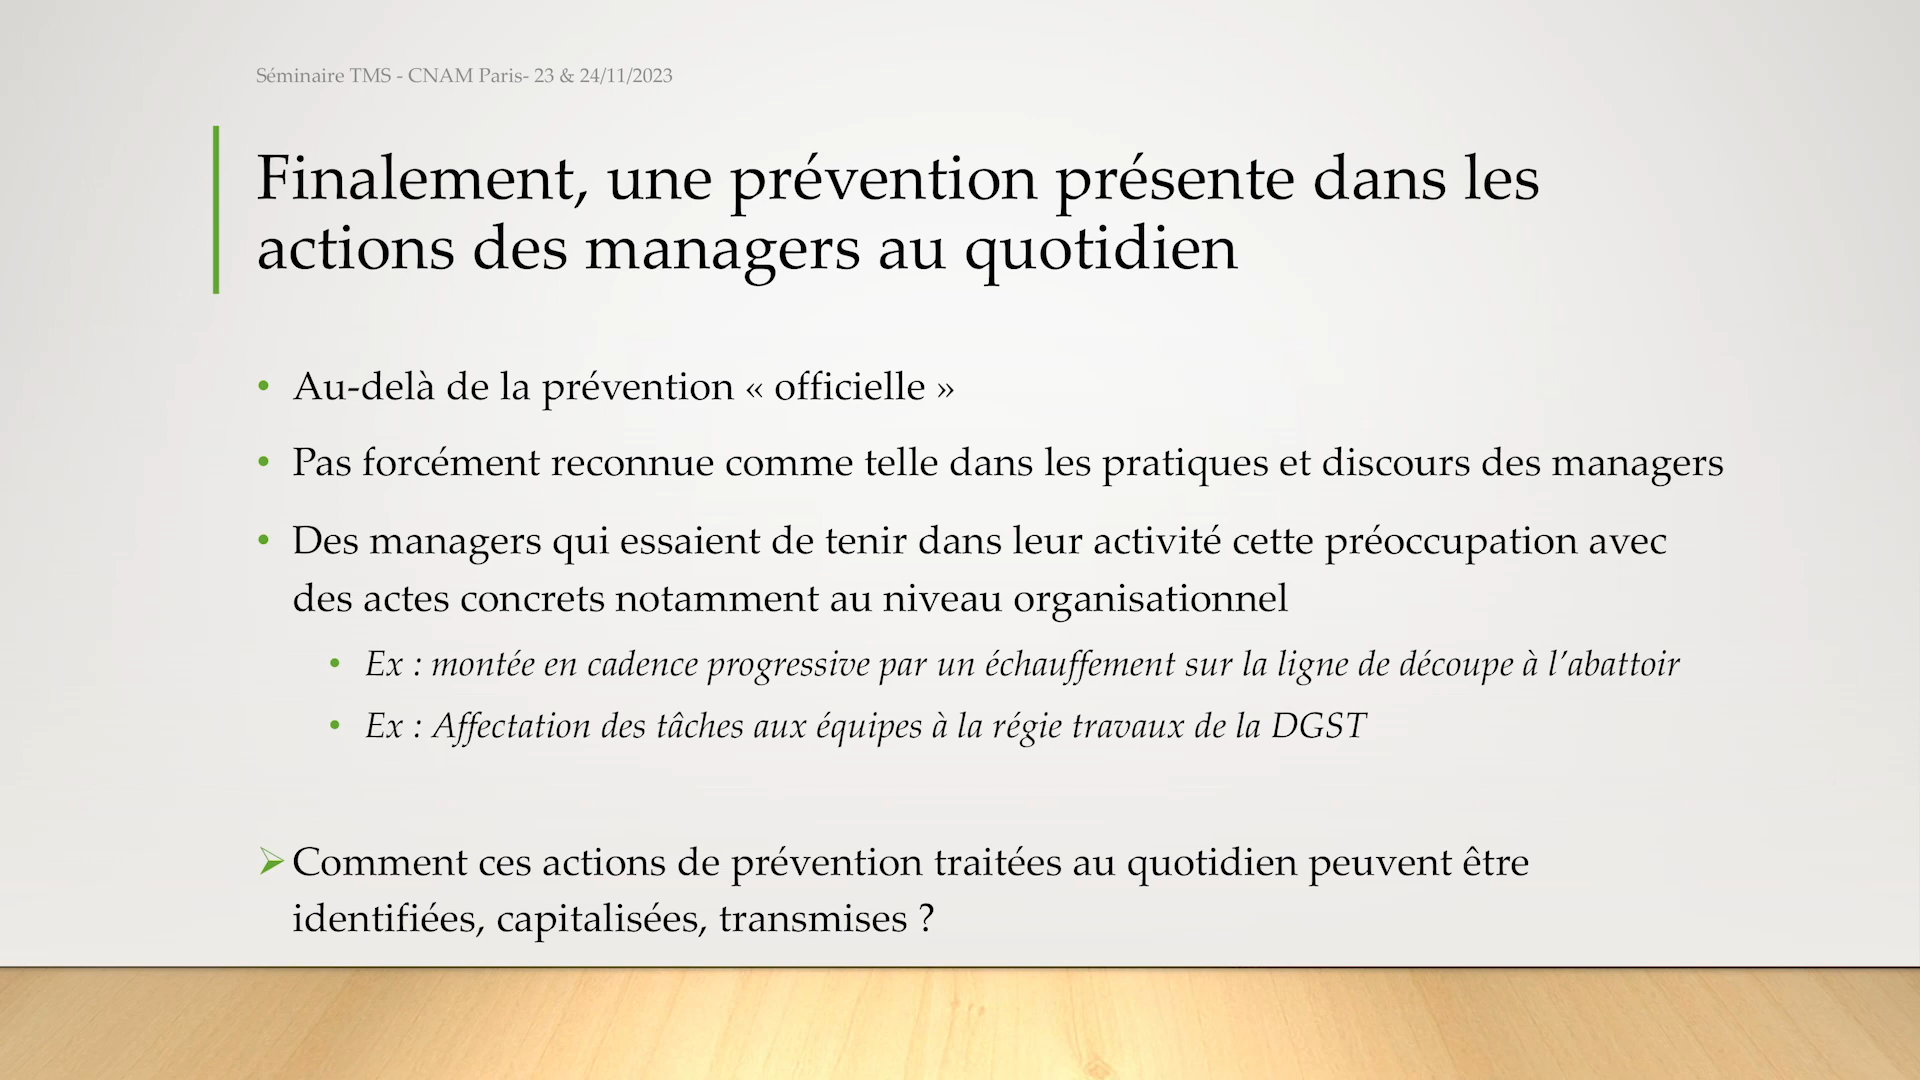 Séminaire TMS - CNAM Paris- 23 & 24/11/2023
Finalement, une prévention présente dans les
actions des managers au quotidien
• Au-delà de la prévention « officielle »
• Pas forcément reconnue comme telle dans les pratiques et discours des managers
• Des managers qui essaient de tenir dans leur activité cette préoccupation avec
des actes concrets notamment au niveau organisationnel
• Ex : montée en cadence progressive par un échauffement sur la ligne de découpe à l’abattoir
• Ex : Affectation des tâches aux équipes à la régie travaux de la DGST
➢ Comment ces actions de prévention traitées au quotidien peuvent être
identifiées, capitalisées, transmises ?